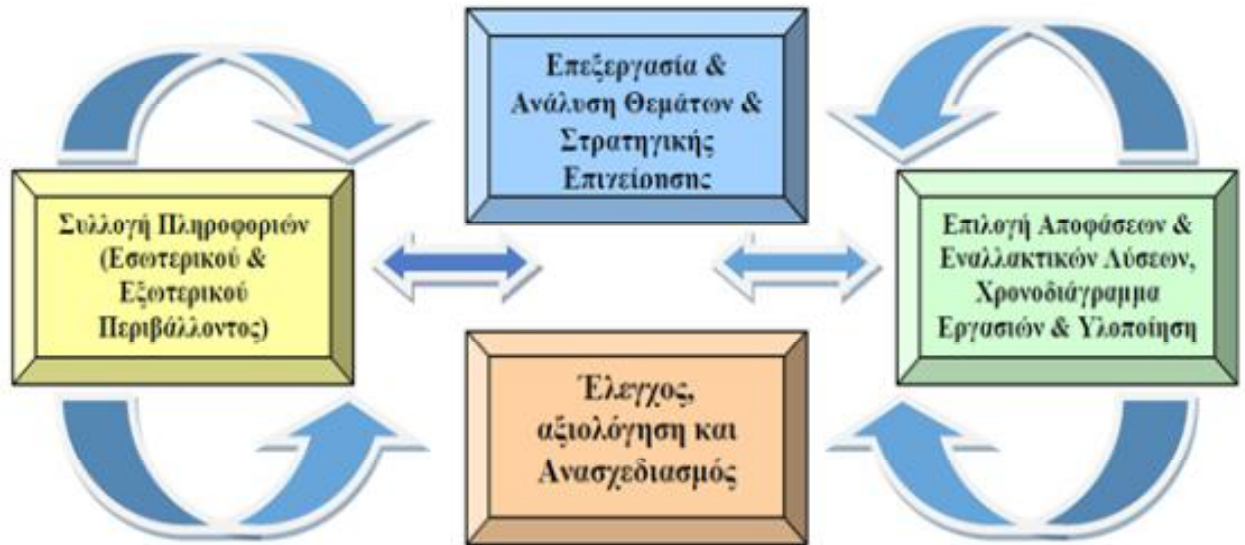 Επεξεργασία &
Ανάλυση Θεμάτων &
Στρατηγικής
Επιχείρησης
Συλλογή Πληροφοριών
(Εσωτερικού &
Εξωτερικού
Περιβάλλοντος)
Επιλογή Αποφάσεων &
Εναλλακτικών Λύσεων,
Χρονοδιάγραμμα
Εργασιών & Υλοποίηση
Έλεγχος,
αξιολόγηση και
Ανασχεδιασμός